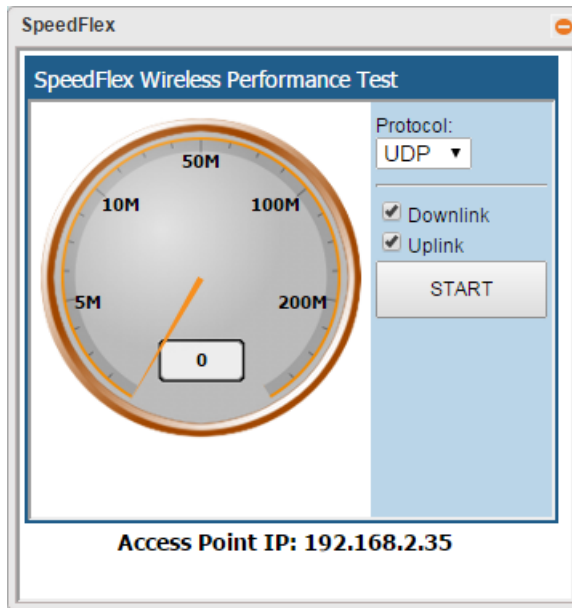 SpeedFlex
SpeedFlex Wireless Performance Test
50M
10M
100M
5M
200M
0
Protocol:
UDP
Downlink
Uplink
START
Access Point IP: 192.168.2.35